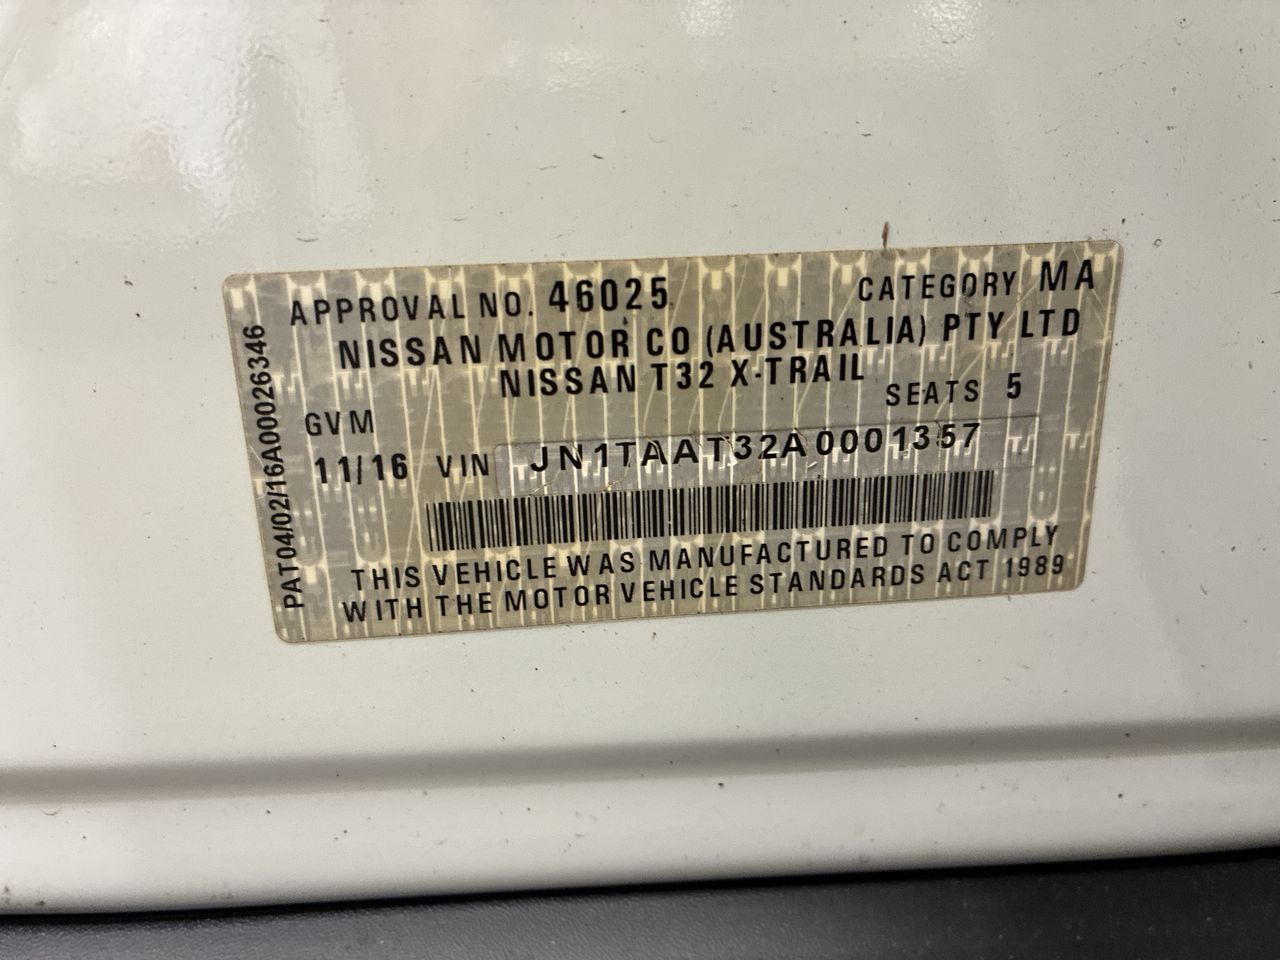 APPROVAL NO. 46025 CATEGORY MA
NISSAN MOTOR CO (AUSTRALIA) PTY LTD
NISSAN T32 X-TRAIL
SEATS 5
GVM
11/16 VIN JN1TAAT32A0001357
THIS VEHICLE WAS MANUFACTURED TO COMPLY
WITH THE MOTOR VEHICLE STANDARDS ACT 1989
PAT04/02/16A00026346